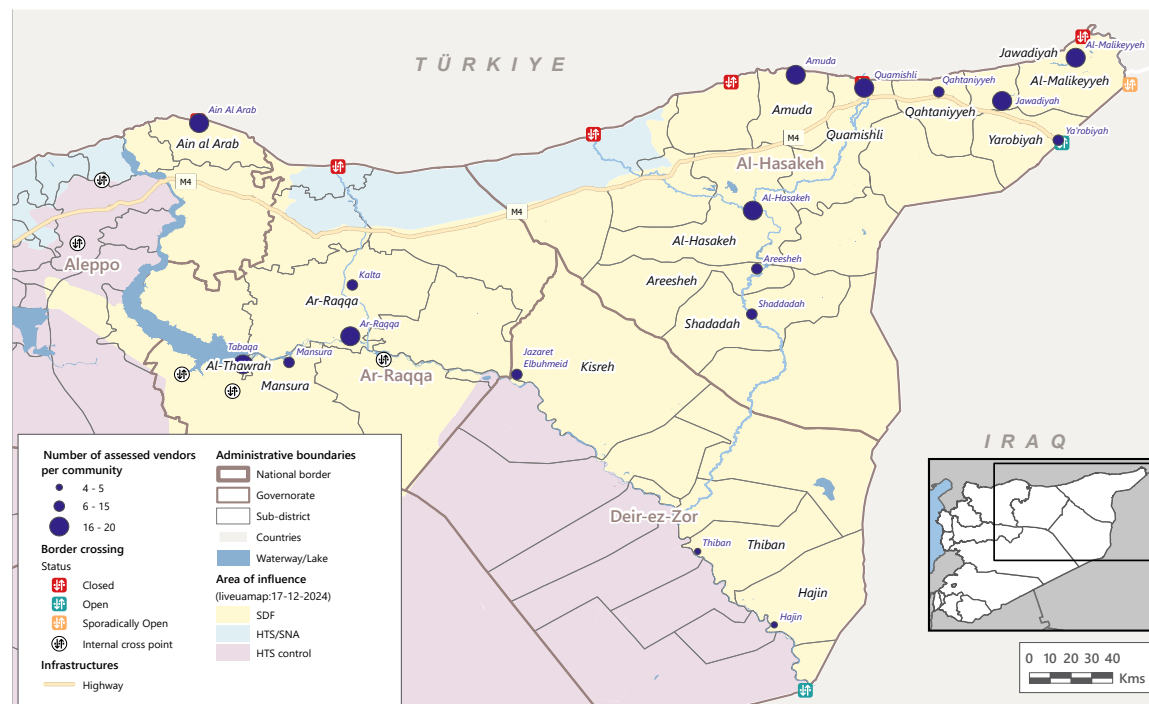 TÜRKİYE
Jawadiyah
Al-Malikeyyeh
Al-Malikeyyeh
Amuda
Quamishli
Qahtaniyyeh
Jawadiyah
Amuda
Qahtaniyyeh
Quamishli
Yarobiyah
Ya'robiyah
M4
Al-Hasakeh
Ain Al Arab
Ain al Arab
M4
M4
Al-Hasakeh
Al-Hasakeh
Aleppo
Areesheh
Areesheh
Kalta
Ar-Raqqa
Shaddadah
Shadadah
Ar-Raqqa
Tabaqa
Al-Thawrah
Mansura
Mansura
Ar-Raqqa
Jazaret
Elbuhmeid
Kisreh
IRAQ
Deir-ez-Zor
Thiban
Thiban
Hajin
Hajin
Number of assessed vendors
per community
4 - 5
6 - 15
16 - 20
Border crossing
Status
Closed
Open
Sporadically Open
Internal cross point
Infrastructures
Highway
Administrative boundaries
National border
Governorate
Sub-district
Countries
Waterway/Lake
Area of influence
(liveuamap:17-12-2024)
SDF
HTS/SNA
HTS control
0 10 20 30 40
Kms